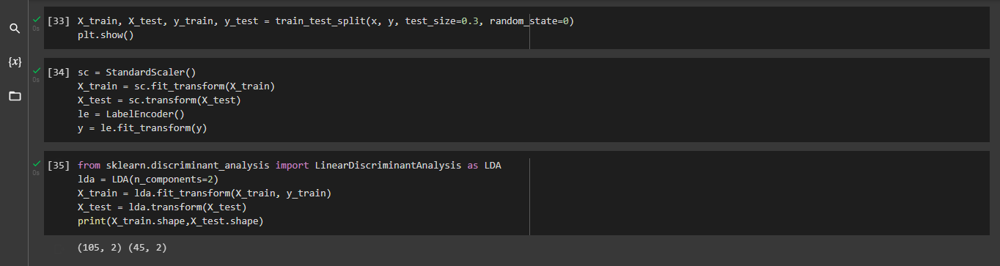 [33] X_train, X_test, y_train, y_test = train_test_split(x, y, test_size=0.3, random_state=0)
0s
plt.show()
{x}
[34] sc = StandardScaler()
0s
X_train = sc.fit_transform(X_train)
X_test = sc.transform(X_test)
le = LabelEncoder()
y = le.fit_transform(y)
[35] from sklearn.discriminant_analysis import LinearDiscriminantAnalysis as LDA
0s
lda = LDA(n_components=2)
X_train = lda.fit_transform(X_train, y_train)
X_test = lda.transform(X_test)
print(X_train.shape,X_test.shape)
(105, 2) (45, 2)